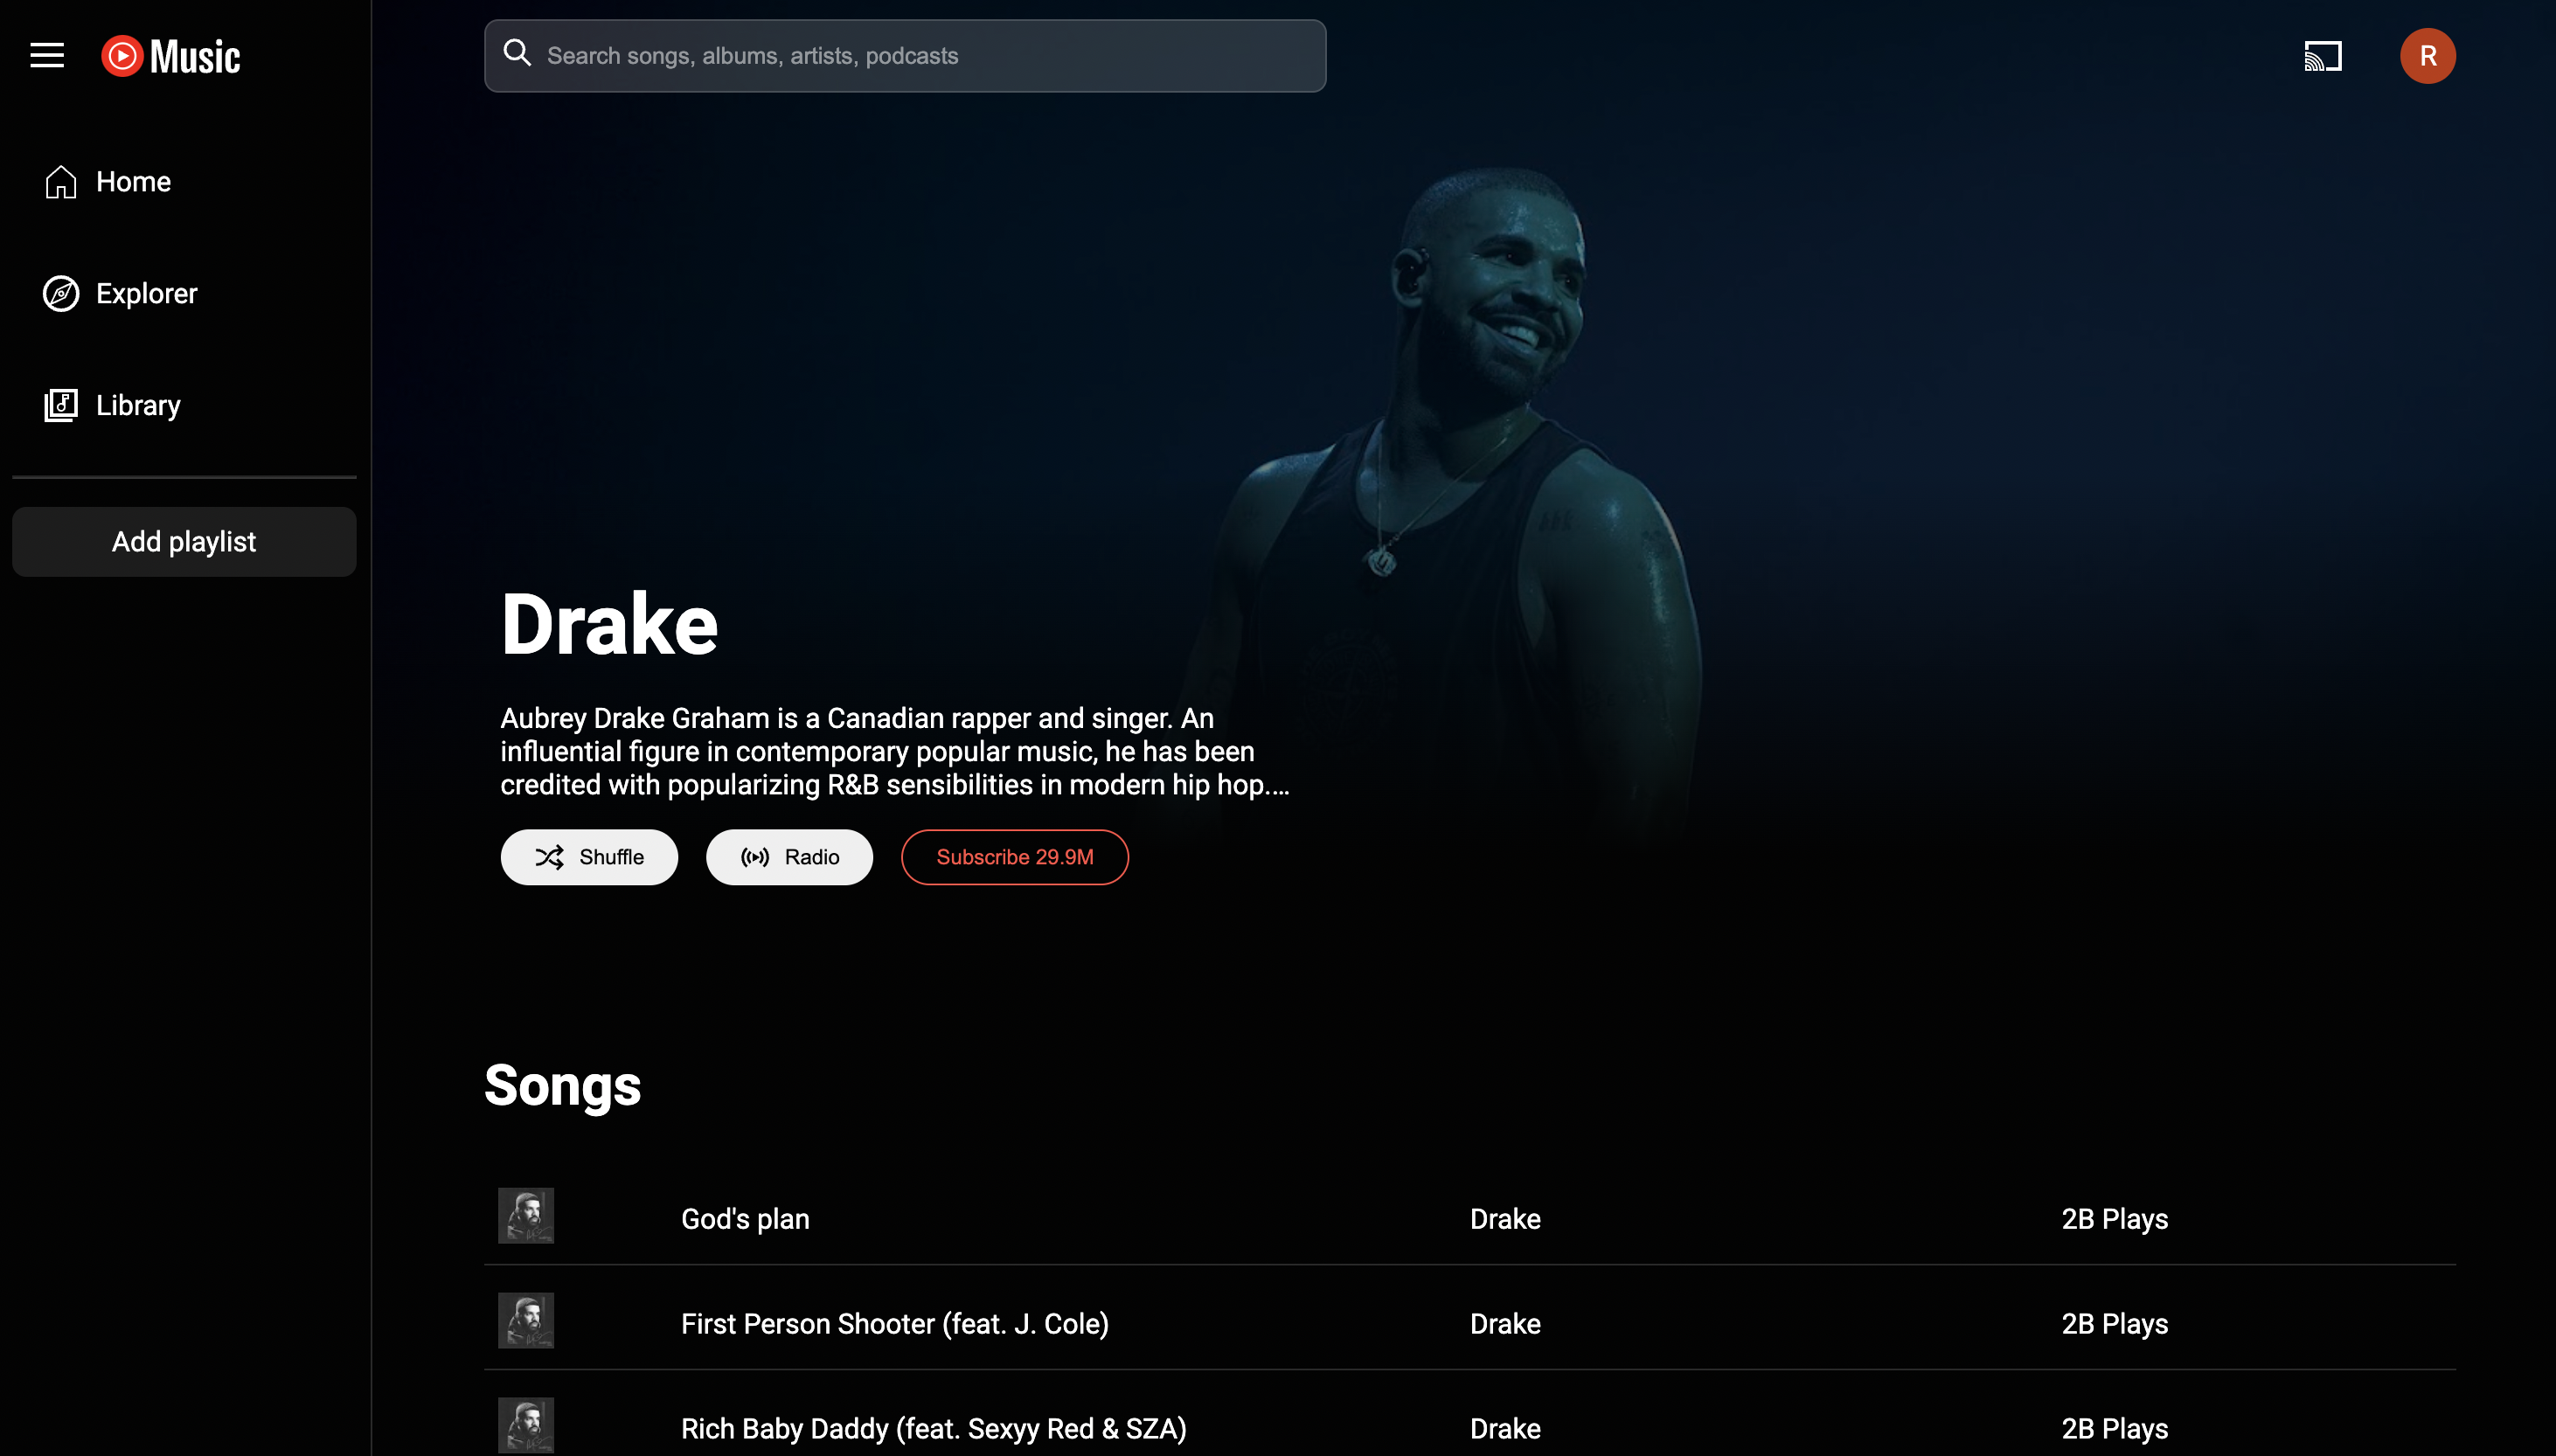 Music
Search songs, albums, artists, podcasts
R
Home
Explorer
Library
Add playlist
Drake
Aubrey Drake Graham is a Canadian rapper and singer. An
influential figure in contemporary popular music, he has been
credited with popularizing R&B sensibilities in modern hip hop....
Shuffle
Radio
Subscribe 29.9M
Songs
God's plan Drake 2B Plays
First Person Shooter (feat. J. Cole) Drake 2B Plays
Rich Baby Daddy (feat. Sexyy Red & SZA) Drake 2B Plays